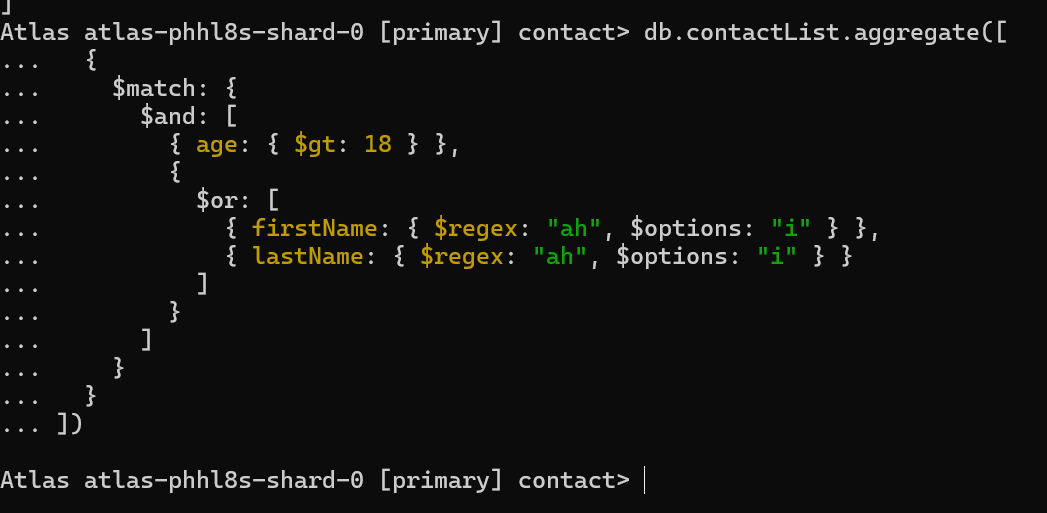 ]
Atlas atlas-phhl8s-shard-0 [primary] contact> db.contactList.aggregate([
...   {
...     $match: {
...       $and: [
...         { age: { $gt: 18 } },
...         {
...           $or: [
...             { firstName: { $regex: "ah", $options: "i" } },
...             { lastName: { $regex: "ah", $options: "i" } }
...           ]
...         }
...       ]
...     }
...   }
... ])
Atlas atlas-phhl8s-shard-0 [primary] contact>